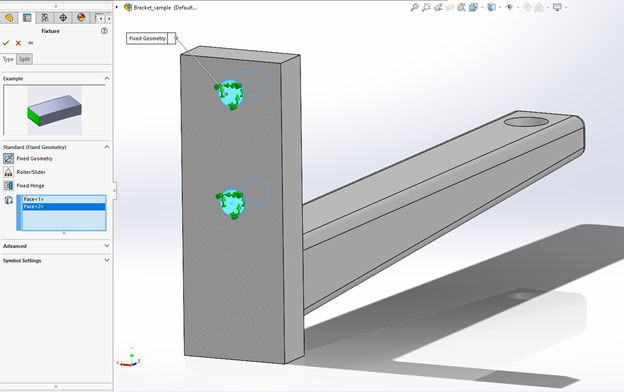 Bracket_sample (Default...
Fixture
Type
Split
Example
Standard (Fixed Geometry)
Fixed Geometry
Roller/Slider
Fixed Hinge
Face<1>
Face<2>
Advanced
Symbol Settings
Fixed Geometry: